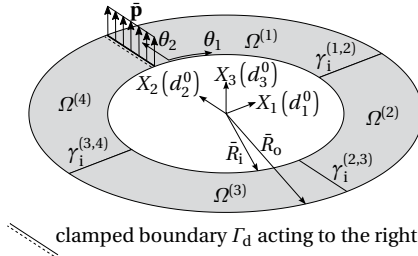 p̄
θ₂ θ₁ Ω⁽¹⁾ γᵢ⁽¹,²⁾
X₃(d₃⁰)
X₂(d₂⁰) X₁(d₁⁰)
Ω⁽⁴⁾ Ω⁽²⁾
R̄ᵢ R̄ₒ
γᵢ⁽³,⁴⁾ γᵢ⁽²,³⁾
Ω⁽³⁾
clamped boundary Γ_d acting to the right